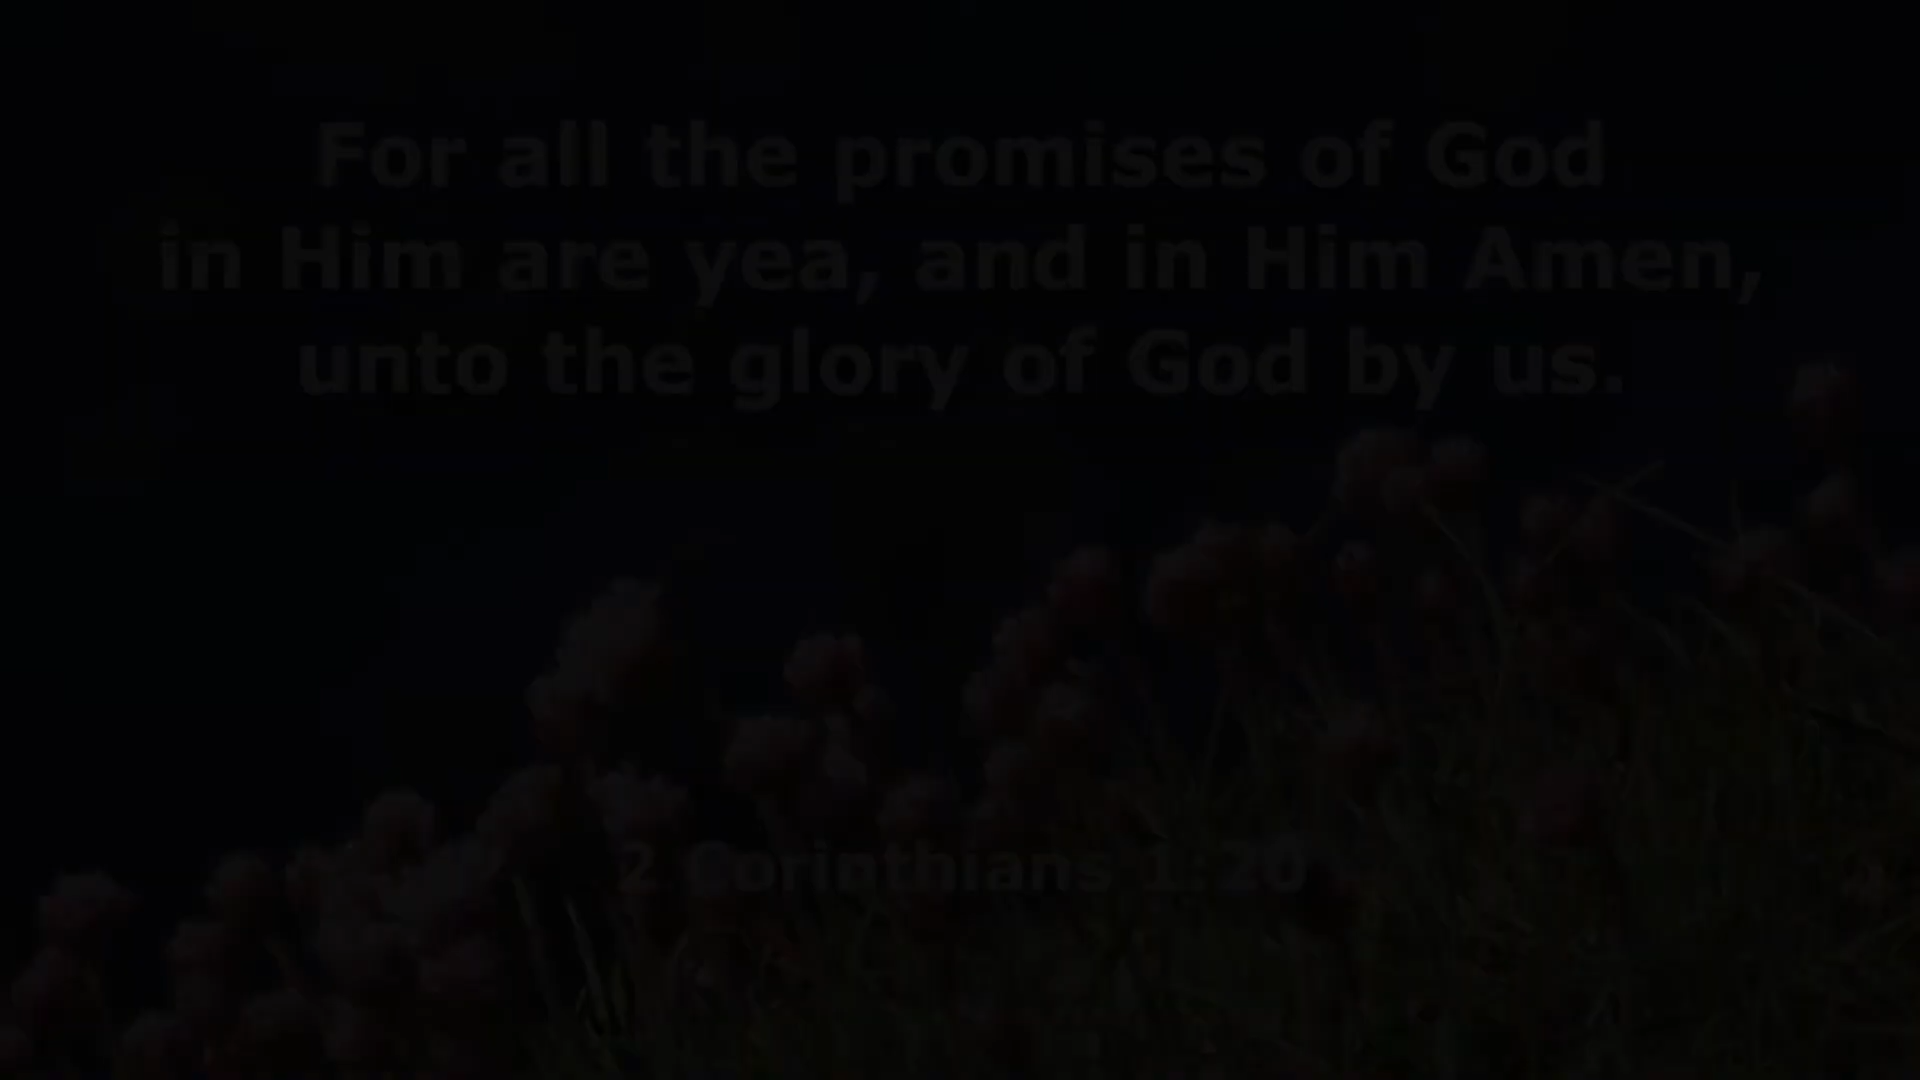 For all the promises of God
in Him are yea, and in Him Amen,
unto the glory of God by us.
2 Corinthians 1:20